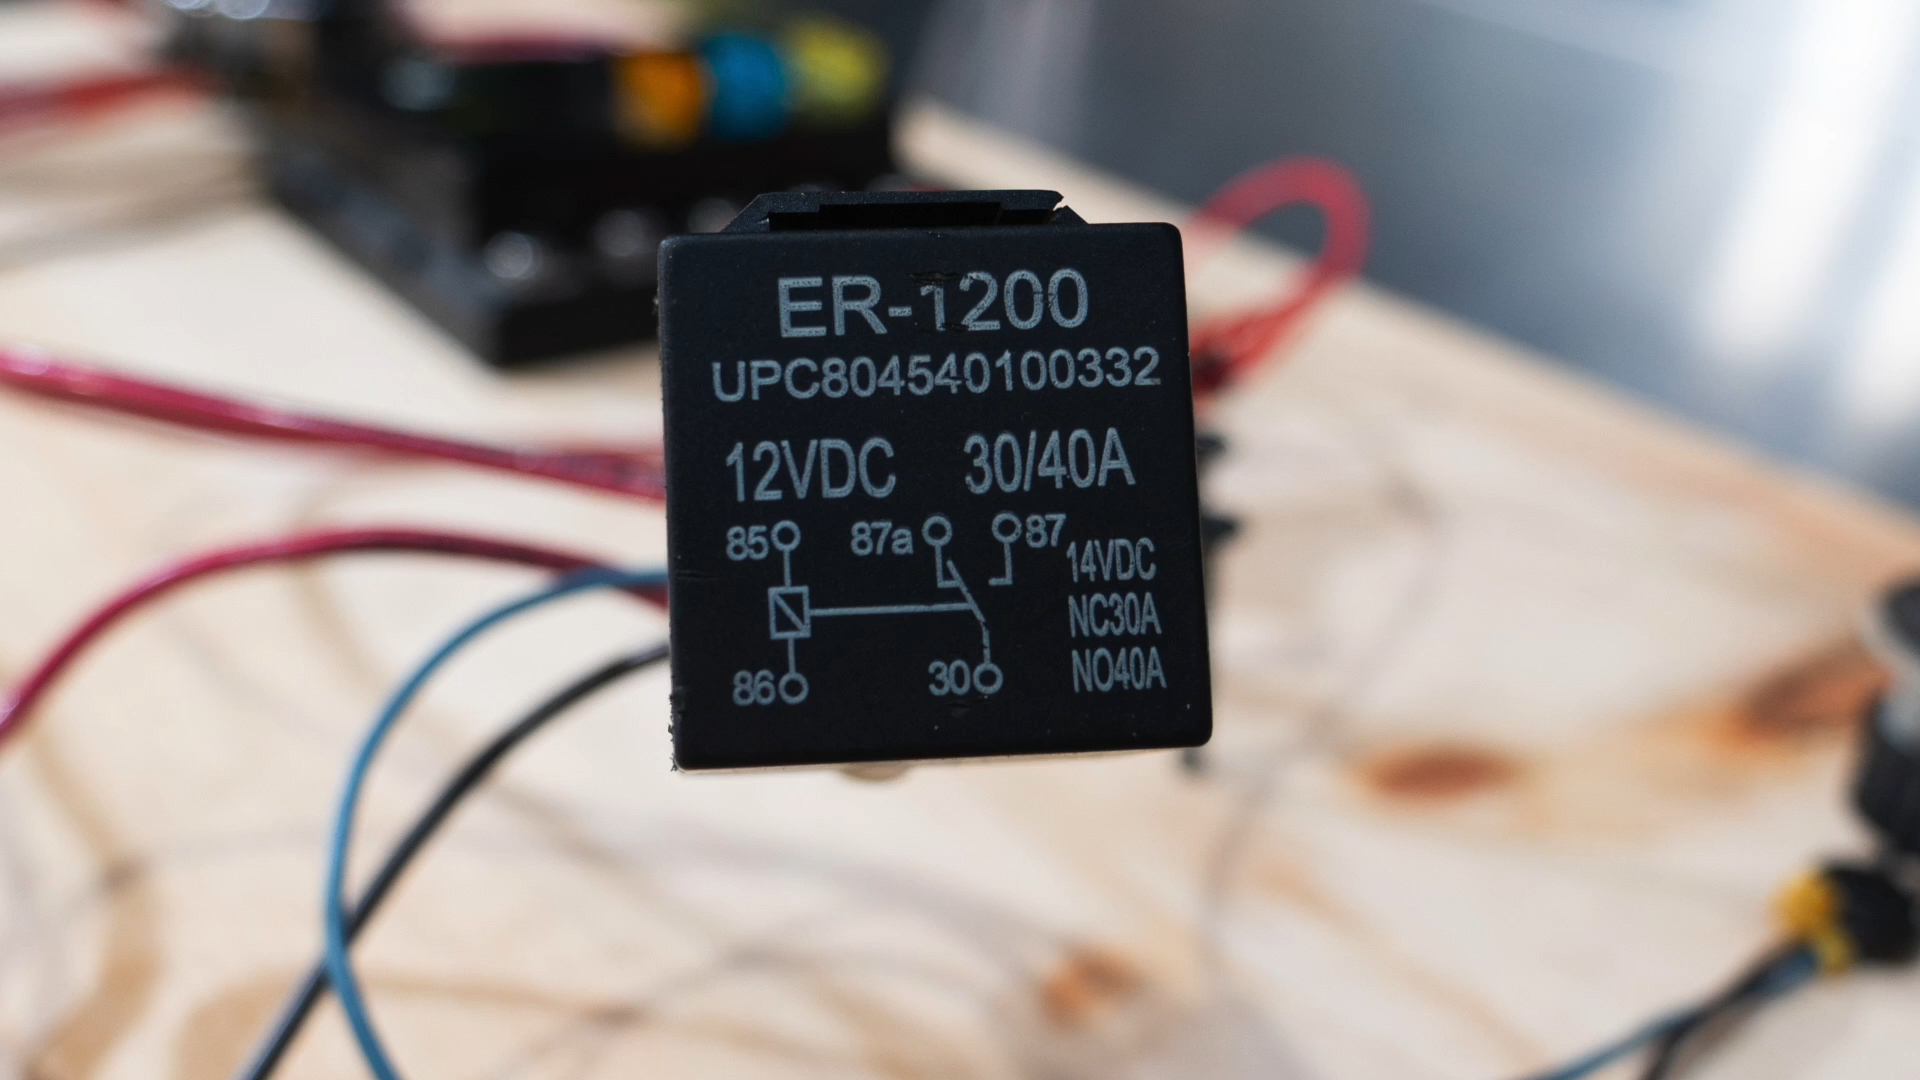 ER-1200
UPC804540100332
12VDC 30/40A
85 87a 87
14VDC
NC30A
86 30 NO40A